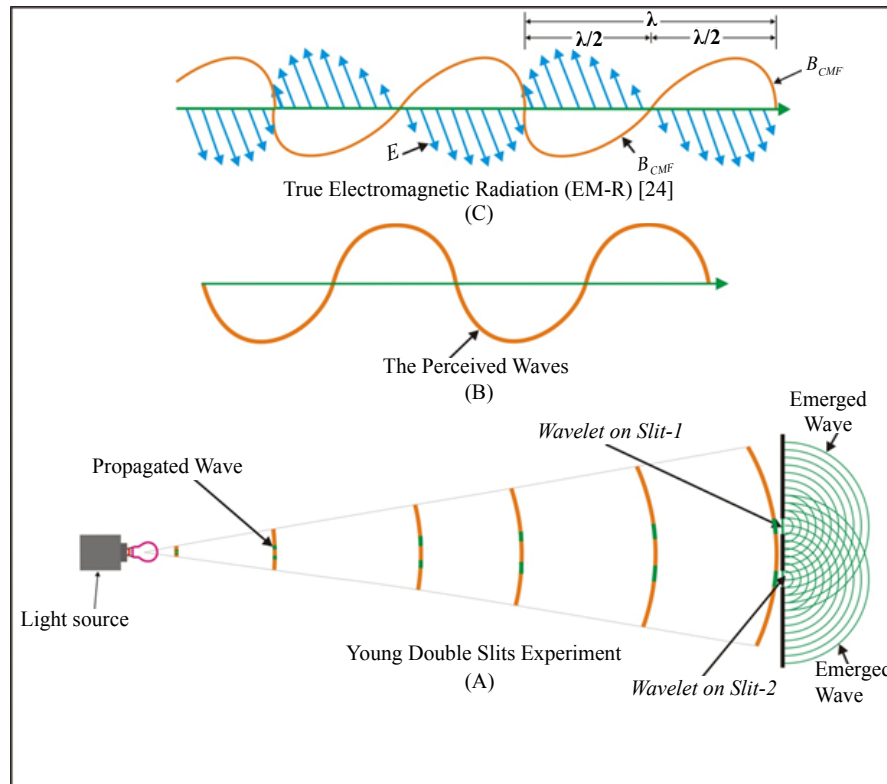 λ
λ/2 λ/2
B_CMF
E
B_CMF
True Electromagnetic Radiation (EM-R) [24]
(C)
The Perceived Waves
(B)
Emerged
Wave
Wavelet on Slit-1
Propagated Wave
Light source
Young Double Slits Experiment
(A)
Wavelet on Slit-2
Emerged
Wave